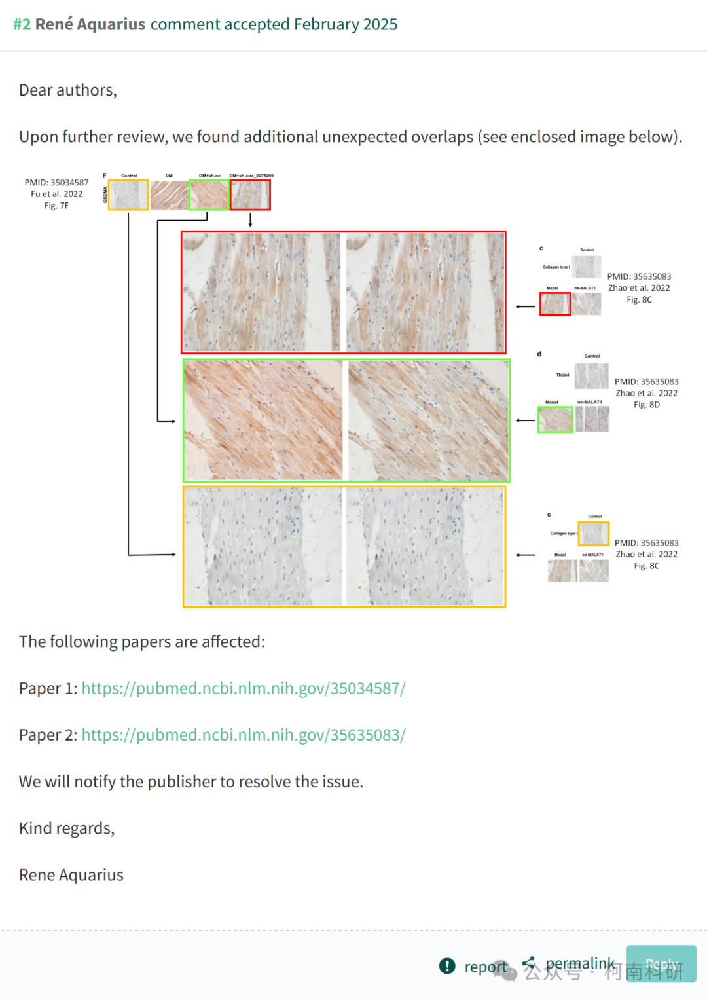 #2 René Aquarius comment accepted February 2025
Dear authors,
Upon further review, we found additional unexpected overlaps (see enclosed image below).
PMID: 35034587
Fu et al. 2022
Fig. 7F
F
Control
DM
DM+sh-nc
DM+sh-circ_0071269
GSDMA
c
Control
Collagen type I
Model
oe-MALAT1
PMID: 35635083
Zhao et al. 2022
Fig. 8C
d
Control
Thbs4
Model
oe-MALAT1
PMID: 35635083
Zhao et al. 2022
Fig. 8D
c
Control
Collagen type I
Model
oe-MALAT1
PMID: 35635083
Zhao et al. 2022
Fig. 8C
The following papers are affected:
Paper 1: https://pubmed.ncbi.nlm.nih.gov/35034587/
Paper 2: https://pubmed.ncbi.nlm.nih.gov/35635083/
We will notify the publisher to resolve the issue.
Kind regards,
Rene Aquarius
report
permalink
Reply
公众号 · 柯南科研